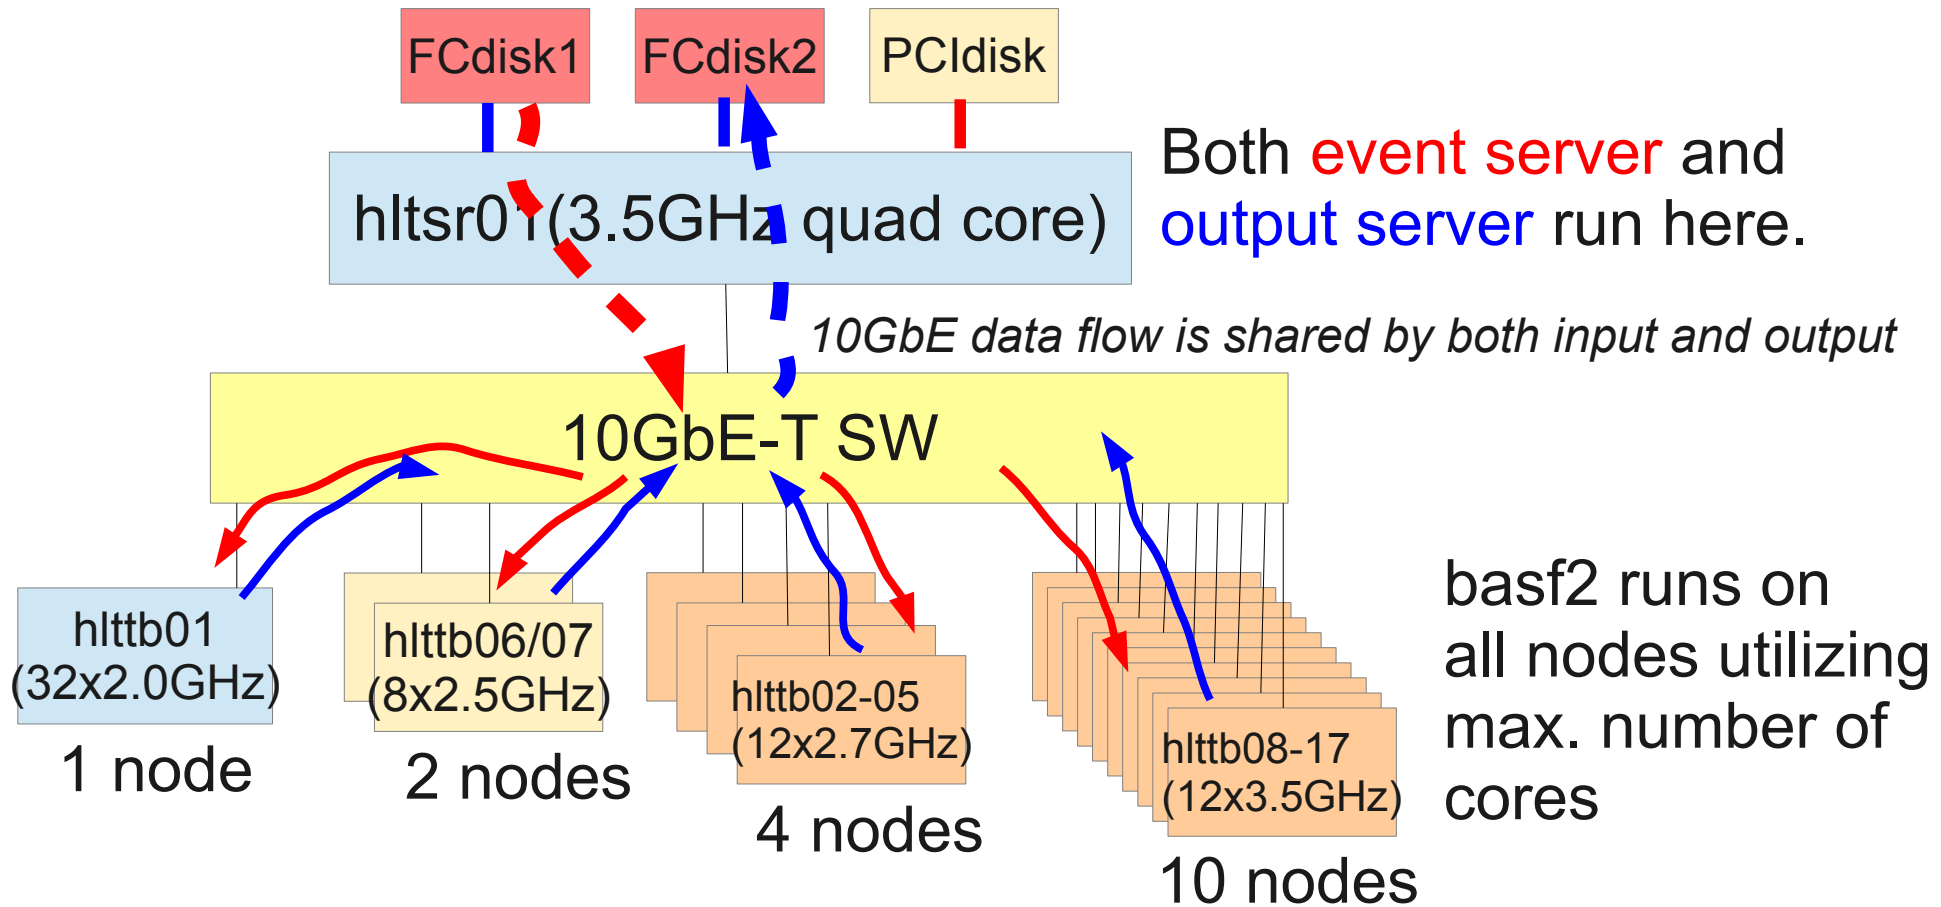 FCdisk1
FCdisk2
PCIdisk
hltsr01(3.5GHz quad core)
Both event server and
output server run here.
10GbE data flow is shared by both input and output
10GbE-T SW
hlttb01
(32x2.0GHz)
1 node
hlttb06/07
(8x2.5GHz)
2 nodes
hlttb02-05
(12x2.7GHz)
4 nodes
hlttb08-17
(12x3.5GHz)
10 nodes
basf2 runs on
all nodes utilizing
max. number of
cores